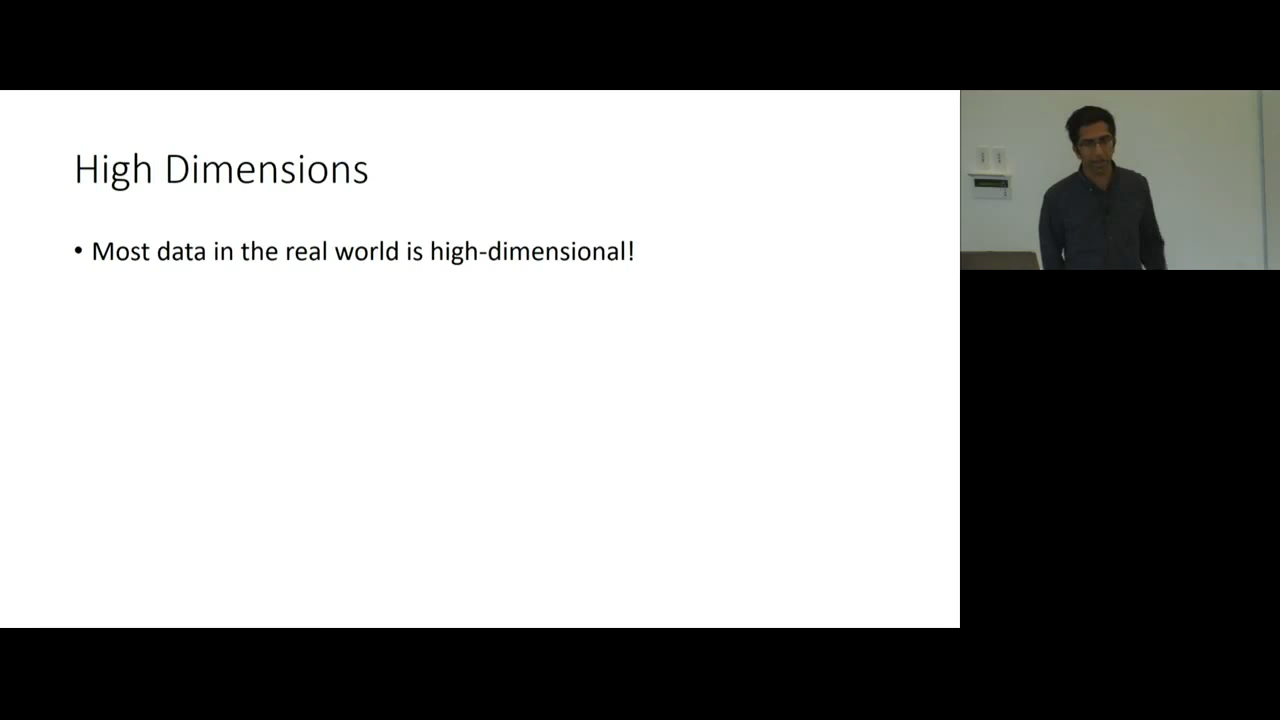 High Dimensions
• Most data in the real world is high-dimensional!